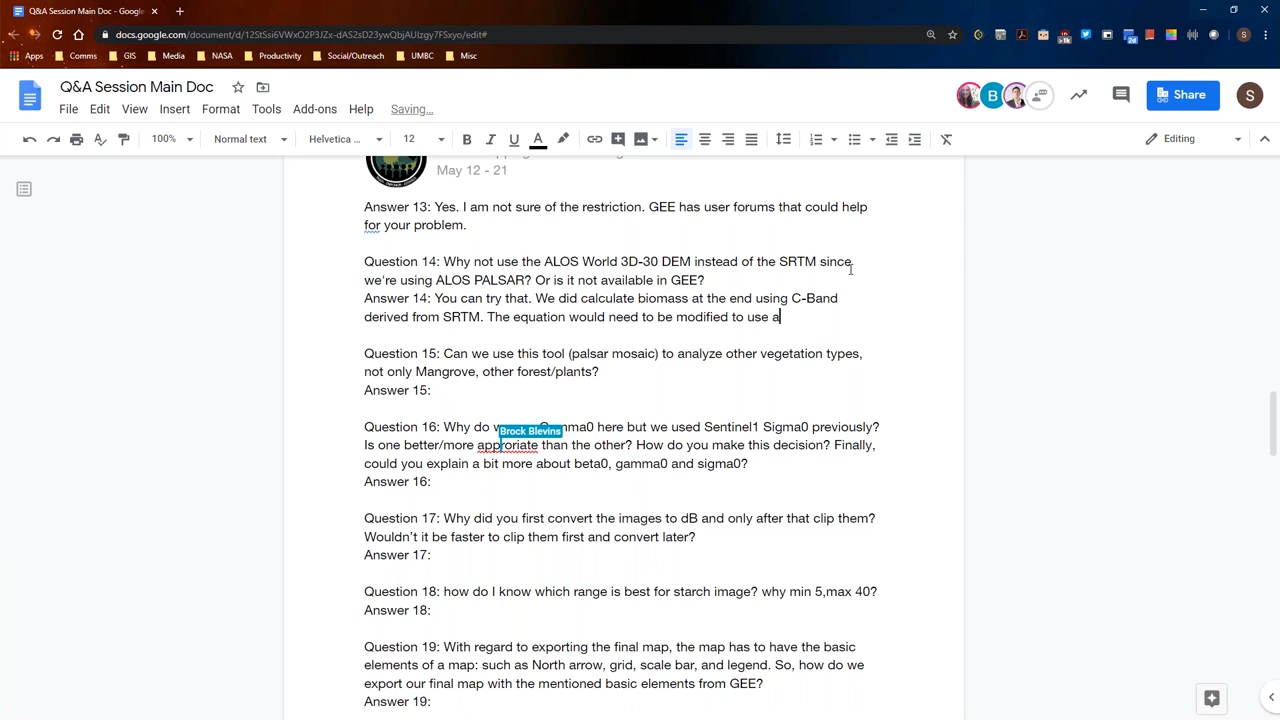 Q&A Session Main Doc - Google
docs.google.com/document/d/12StSsi6VWxO2P3JZx-dAS2sD23ywQbjAUIzgy7FSxyo/edit#
Apps Comms GIS Media NASA Productivity Social/Outreach UMBC Misc
Q&A Session Main Doc
File Edit View Insert Format Tools Add-ons Help Saving...
B Share S
100% Normal text Helvetica ... 12 B I U A Editing
May 12 - 21
Answer 13: Yes. I am not sure of the restriction. GEE has user forums that could help
for your problem.
Question 14: Why not use the ALOS World 3D-30 DEM instead of the SRTM since
we're using ALOS PALSAR? Or is it not available in GEE?
Answer 14: You can try that. We did calculate biomass at the end using C-Band
derived from SRTM. The equation would need to be modified to use a
Question 15: Can we use this tool (palsar mosaic) to analyze other vegetation types,
not only Mangrove, other forest/plants?
Answer 15:
Question 16: Why do here but we used Sentinel1 Sigma0 previously?
Brock Blevins
Is one better/more approriate than the other? How do you make this decision? Finally,
could you explain a bit more about beta0, gamma0 and sigma0?
Answer 16:
Question 17: Why did you first convert the images to dB and only after that clip them?
Wouldn't it be faster to clip them first and convert later?
Answer 17:
Question 18: how do I know which range is best for starch image? why min 5,max 40?
Answer 18:
Question 19: With regard to exporting the final map, the map has to have the basic
elements of a map: such as North arrow, grid, scale bar, and legend. So, how do we
export our final map with the mentioned basic elements from GEE?
Answer 19: